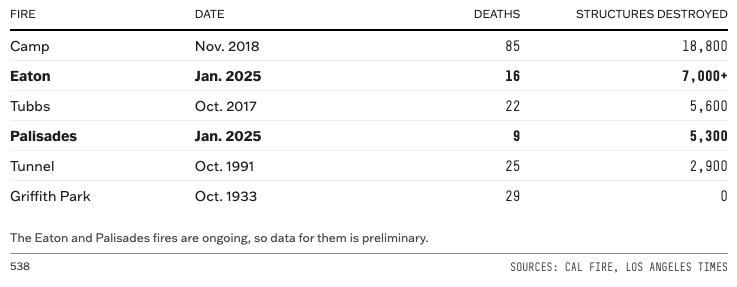 FIRE DATE DEATHS STRUCTURES DESTROYED
Camp Nov. 2018 85 18,800
Eaton Jan. 2025 16 7,000+
Tubbs Oct. 2017 22 5,600
Palisades Jan. 2025 9 5,300
Tunnel Oct. 1991 25 2,900
Griffith Park Oct. 1933 29 0
The Eaton and Palisades fires are ongoing, so data for them is preliminary.
538 SOURCES: CAL FIRE, LOS ANGELES TIMES